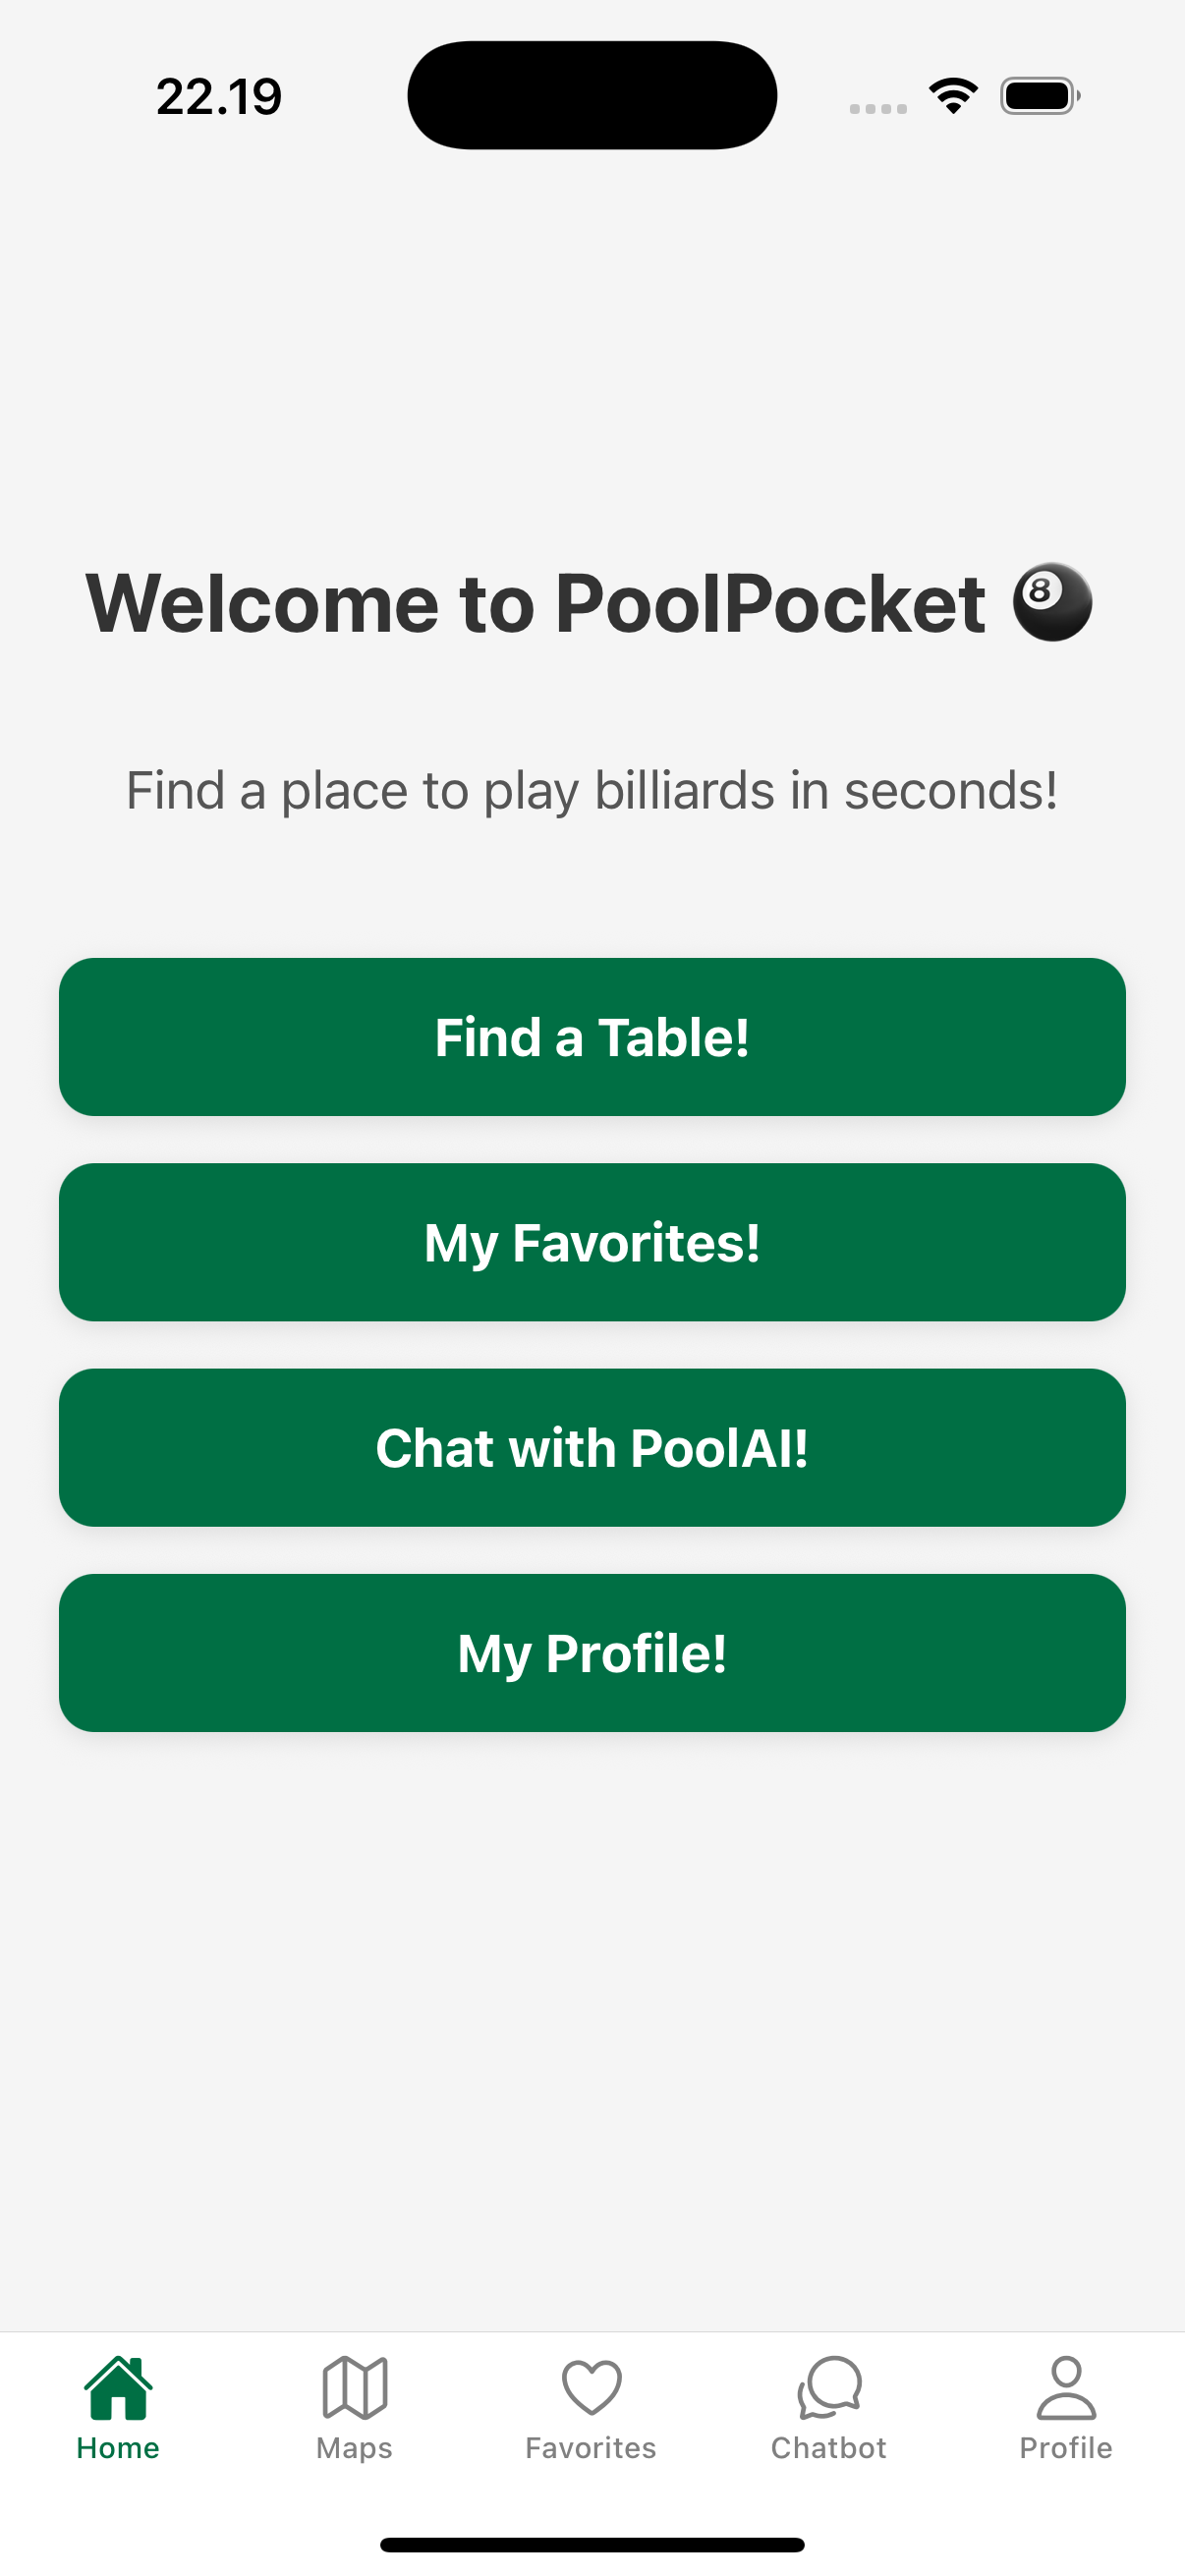 22.19
Welcome to PoolPocket 🎱
Find a place to play billiards in seconds!
Find a Table!
My Favorites!
Chat with PoolAI!
My Profile!
Home
Maps
Favorites
Chatbot
Profile